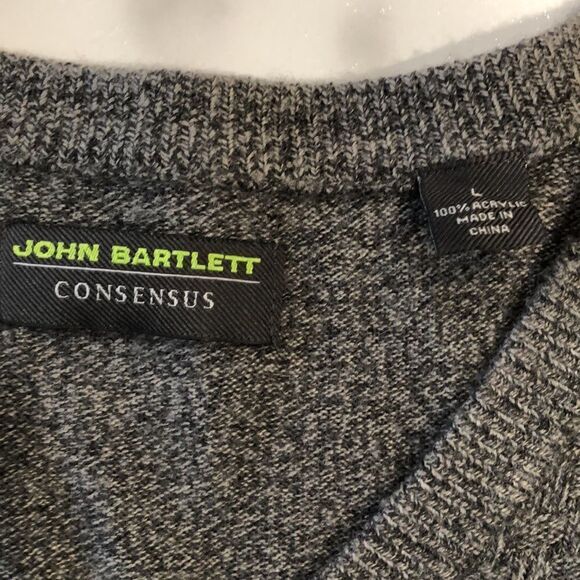 JOHN BARTLETT
CONSENSUS
L
100% ACRYLIC
MADE IN
CHINA